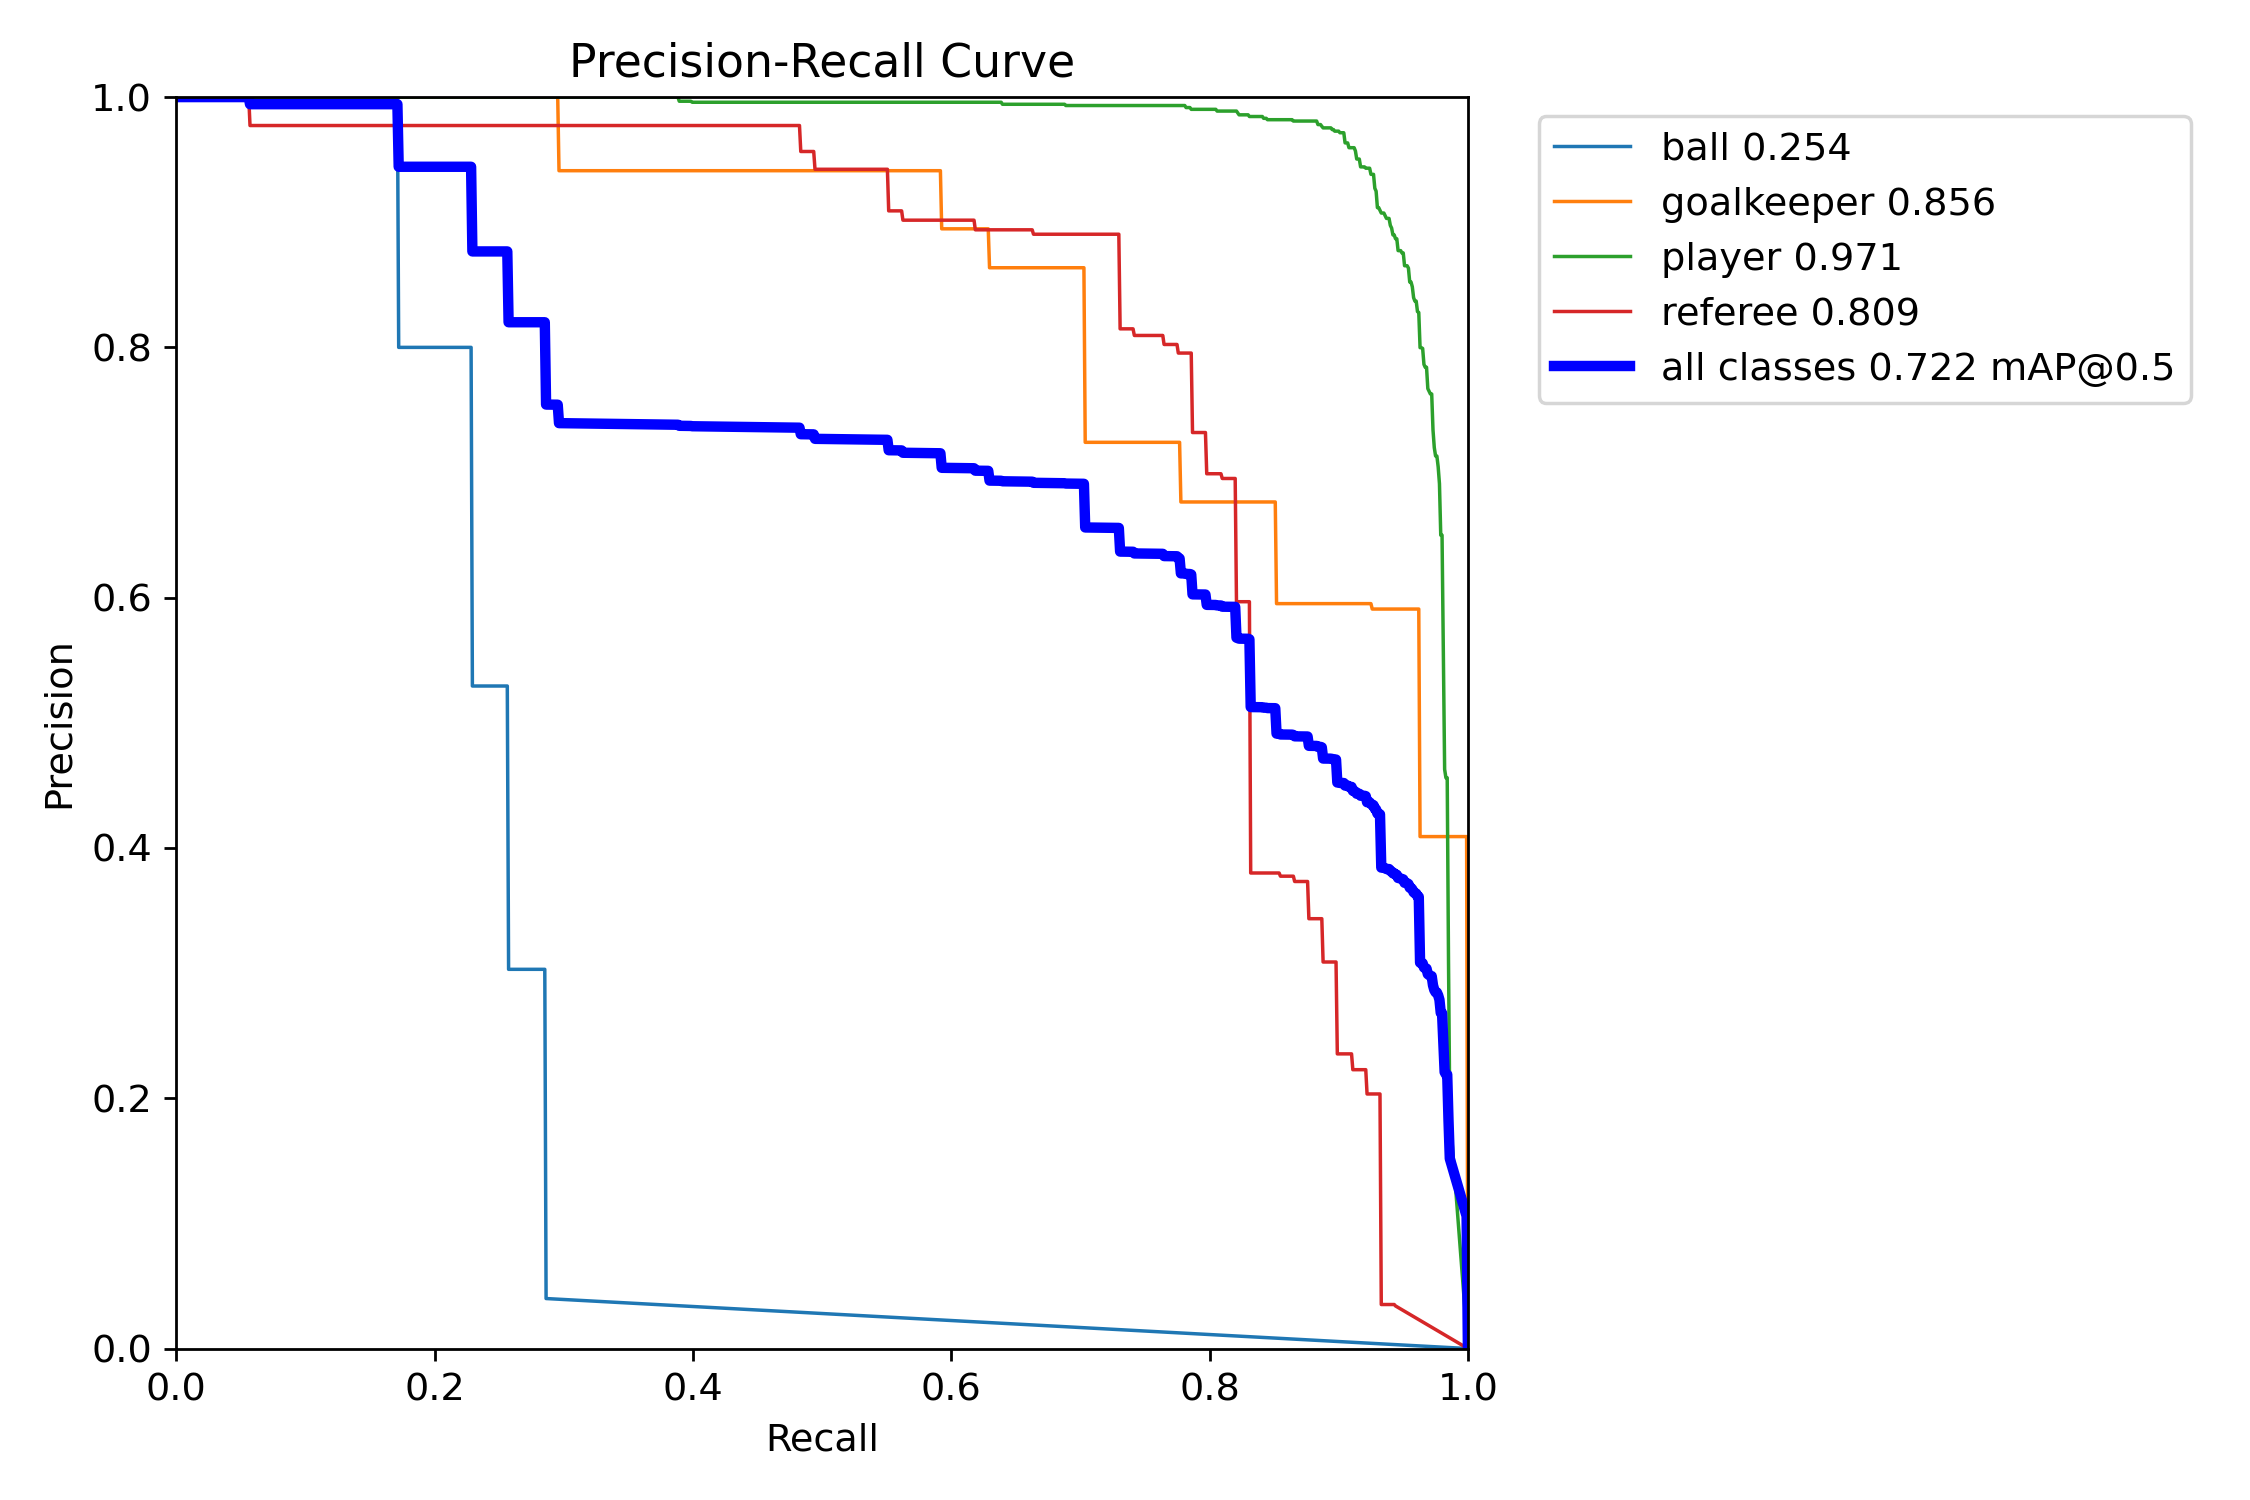 Precision-Recall Curve
1.0
0.8
0.6
0.4
0.2
0.0
Precision
0.0 0.2 0.4 0.6 0.8 1.0
Recall
ball 0.254
goalkeeper 0.856
player 0.971
referee 0.809
all classes 0.722 mAP@0.5